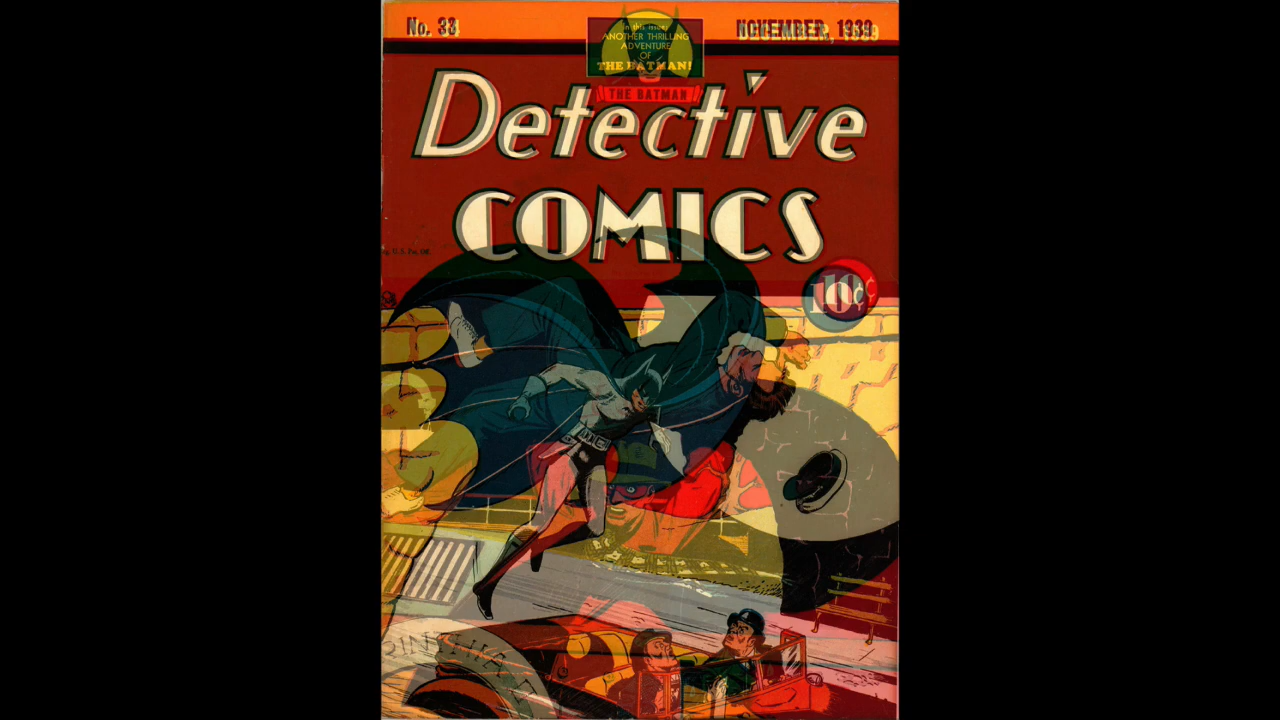 No. 33
NOVEMBER, 1939
In this issue:
ANOTHER THRILLING
ADVENTURE
OF
THE BATMAN!
THE BATMAN
Detective
COMICS
10¢